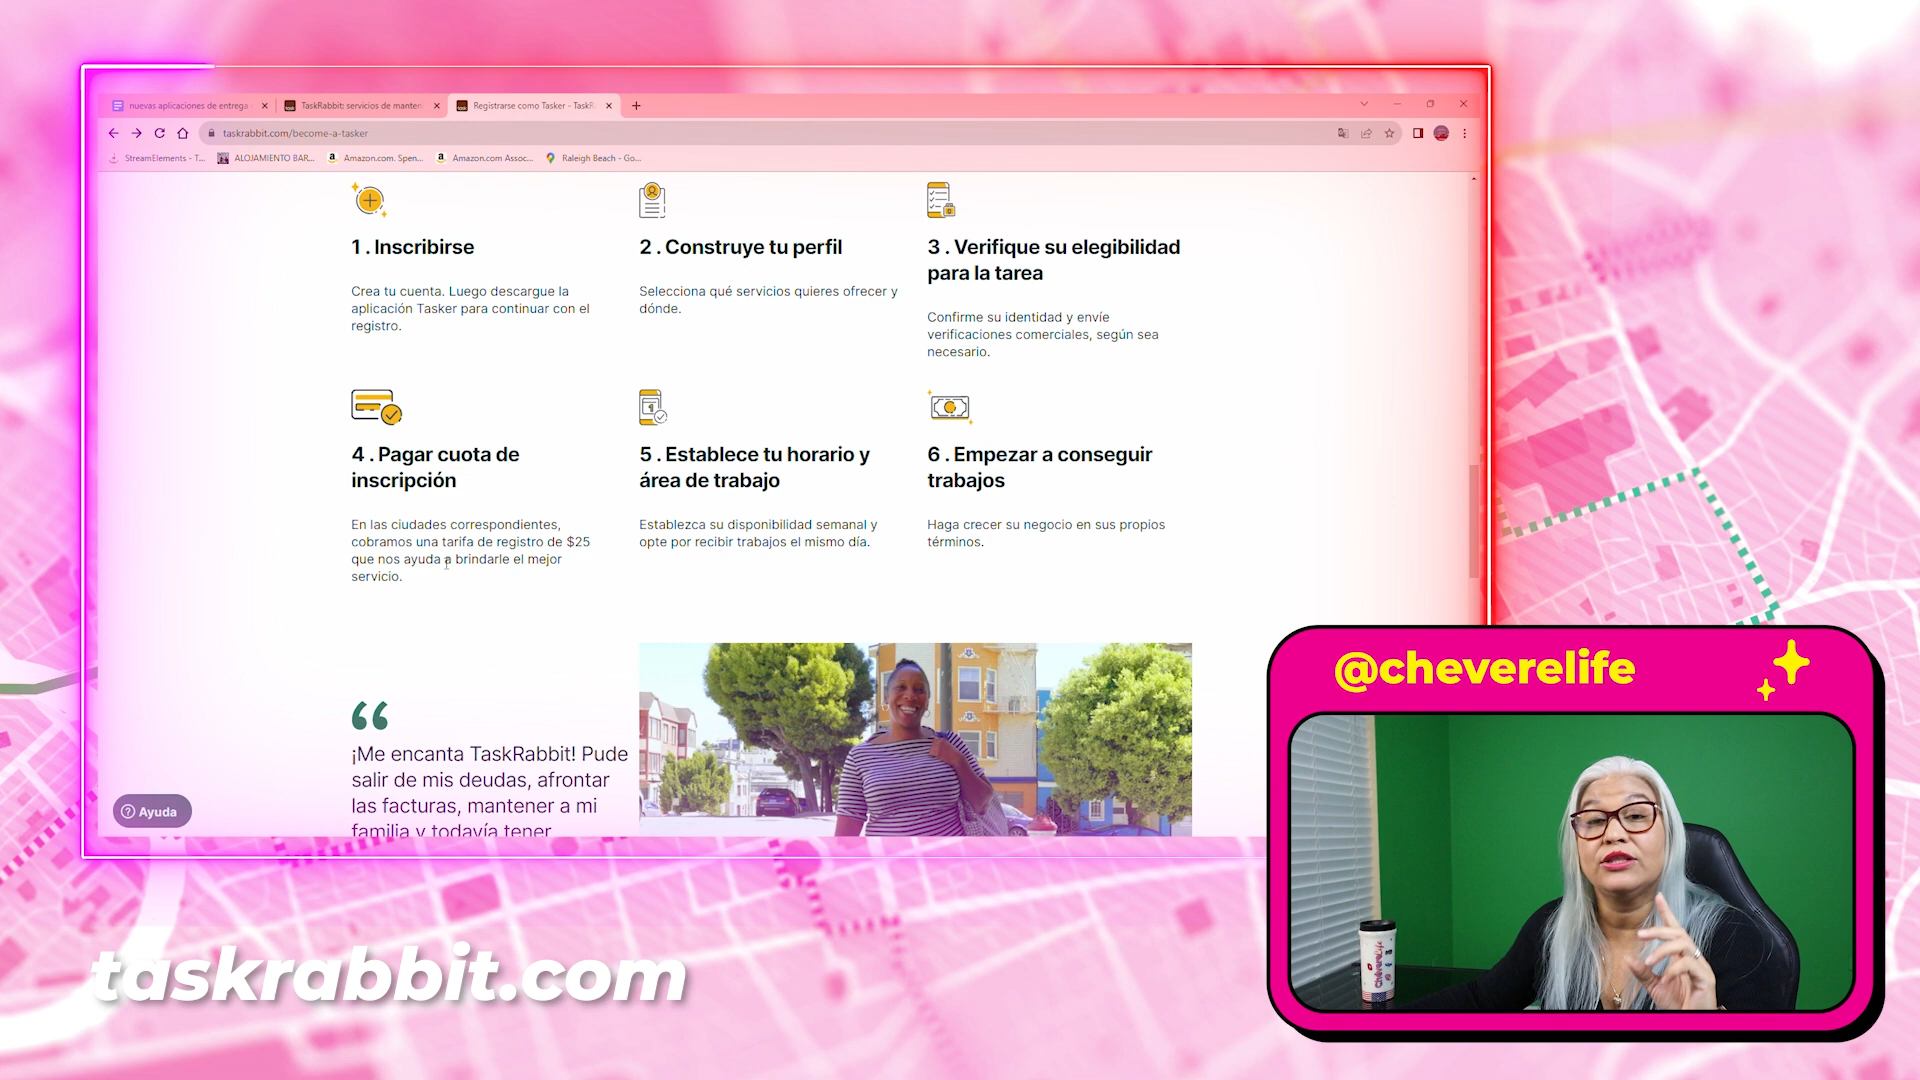 nuevas aplicaciones de entrega
TaskRabbit: servicios de manten
Registrarse como Tasker - TaskR
taskrabbit.com/become-a-tasker
StreamElements - T...
ALOJAMIENTO BAR...
Amazon.com. Spen...
Amazon.com Assoc...
Raleigh Beach - Go...
1 . Inscribirse
Crea tu cuenta. Luego descargue la
aplicación Tasker para continuar con el
registro.
2 . Construye tu perfil
Selecciona qué servicios quieres ofrecer y
dónde.
3 . Verifique su elegibilidad
para la tarea
Confirme su identidad y envíe
verificaciones comerciales, según sea
necesario.
4 . Pagar cuota de
inscripción
En las ciudades correspondientes,
cobramos una tarifa de registro de $25
que nos ayuda a brindarle el mejor
servicio.
5 . Establece tu horario y
área de trabajo
Establezca su disponibilidad semanal y
opte por recibir trabajos el mismo día.
6 . Empezar a conseguir
trabajos
Haga crecer su negocio en sus propios
términos.
“
¡Me encanta TaskRabbit! Pude
salir de mis deudas, afrontar
las facturas, mantener a mi
familia y todavía tener
Ayuda
@cheverelife
CheverLife
taskrabbit.com